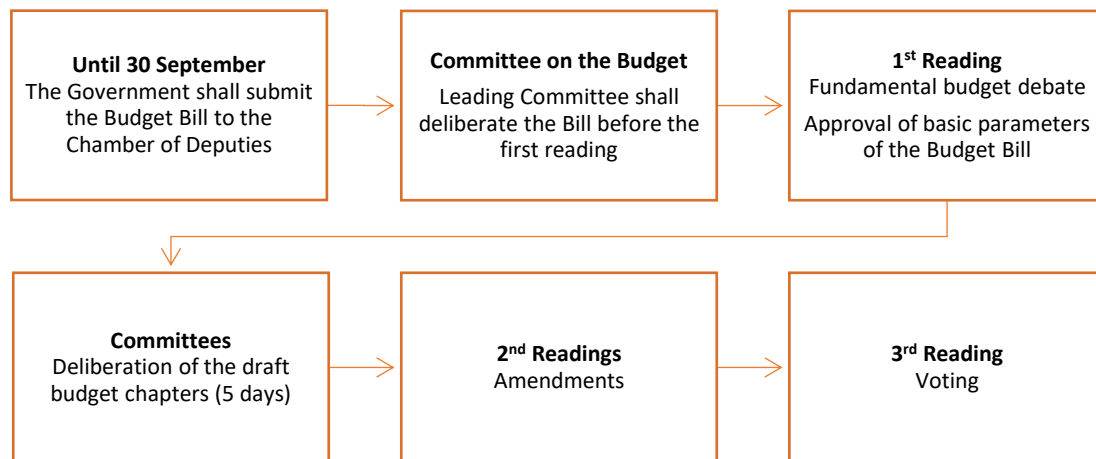 Until 30 September
The Government shall submit
the Budget Bill to the
Chamber of Deputies
Committee on the Budget
Leading Committee shall
deliberate the Bill before the
first reading
1st Reading
Fundamental budget debate
Approval of basic parameters
of the Budget Bill
Committees
Deliberation of the draft
budget chapters (5 days)
2nd Readings
Amendments
3rd Reading
Voting